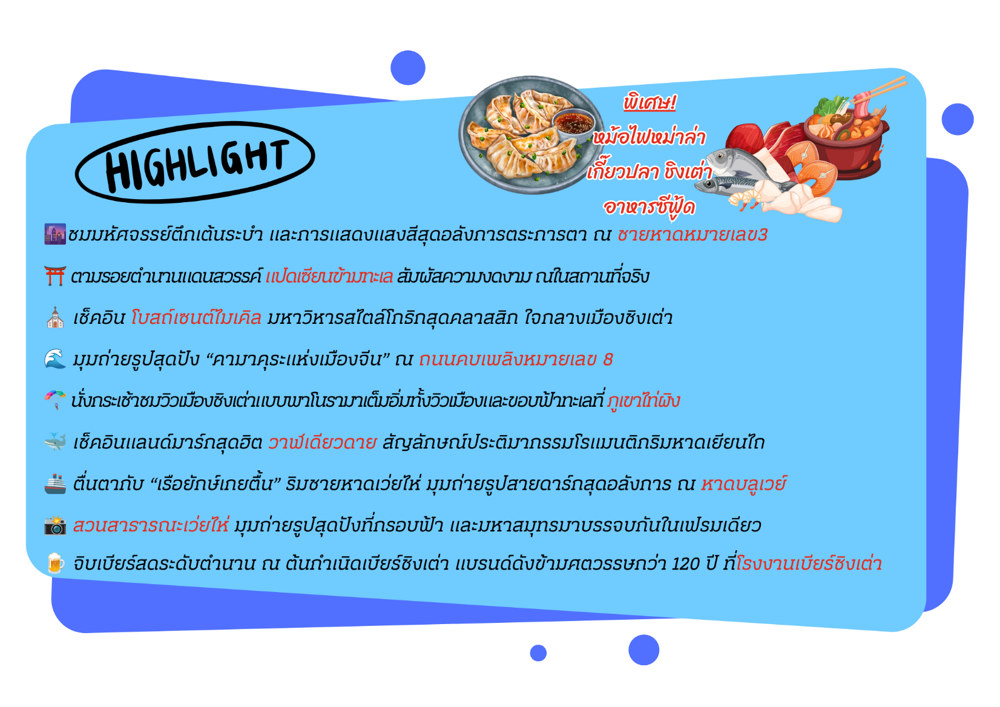 HIGHLIGHT
พิเศษ!
หม้อไฟหม่าล่า
เกี๊ยวปลา ชิงเต่า
อาหารซีฟู้ด
ชมมหัศจรรย์ตึกเต้นระบำ และการแสดงแสงสีสุดอลังการตระการตา ณ ชายหาดหมายเลข3
ตามรอยตำนานแดนสวรรค์ แปดเซียนข้ามทะเล สัมผัสความงดงาม ณในสถานที่จริง
เช็คอิน โบสถ์เซนต์ไมเคิล มหาวิหารสไตล์โกธิกสุดคลาสสิก ใจกลางเมืองชิงเต่า
มุมถ่ายรูปสุดปัง “คามาคุระแห่งเมืองจีน” ณ ถนนคบเพลิงหมายเลข 8
นั่งกระเช้าชมวิวเมืองชิงเต่าแบบพาโนรามาเต็มอิ่มทั้งวิวเมืองและขอบฟ้าทะเลที่ ภูเขาไท่ผิง
เช็คอินแลนด์มาร์กสุดฮิต วาฬเดียวดาย สัญลักษณ์ประติมากรรมโรแมนติกริมหาดเยียนไถ
ตื่นตากับ “เรือยักษ์เกยตื้น” ริมชายหาดเว่ยไห่ มุมถ่ายรูปสายดาร์กสุดอลังการ ณ หาดบลูเวย์
สวนสาธารณะเว่ยไห่ มุมถ่ายรูปสุดปังที่กรอบฟ้า และมหาสมุทรมาบรรจบกันในเฟรมเดียว
จิบเบียร์สดระดับตำนาน ณ ต้นกำเนิดเบียร์ชิงเต่า แบรนด์ดังข้ามศตวรรษกว่า 120 ปี ที่โรงงานเบียร์ชิงเต่า